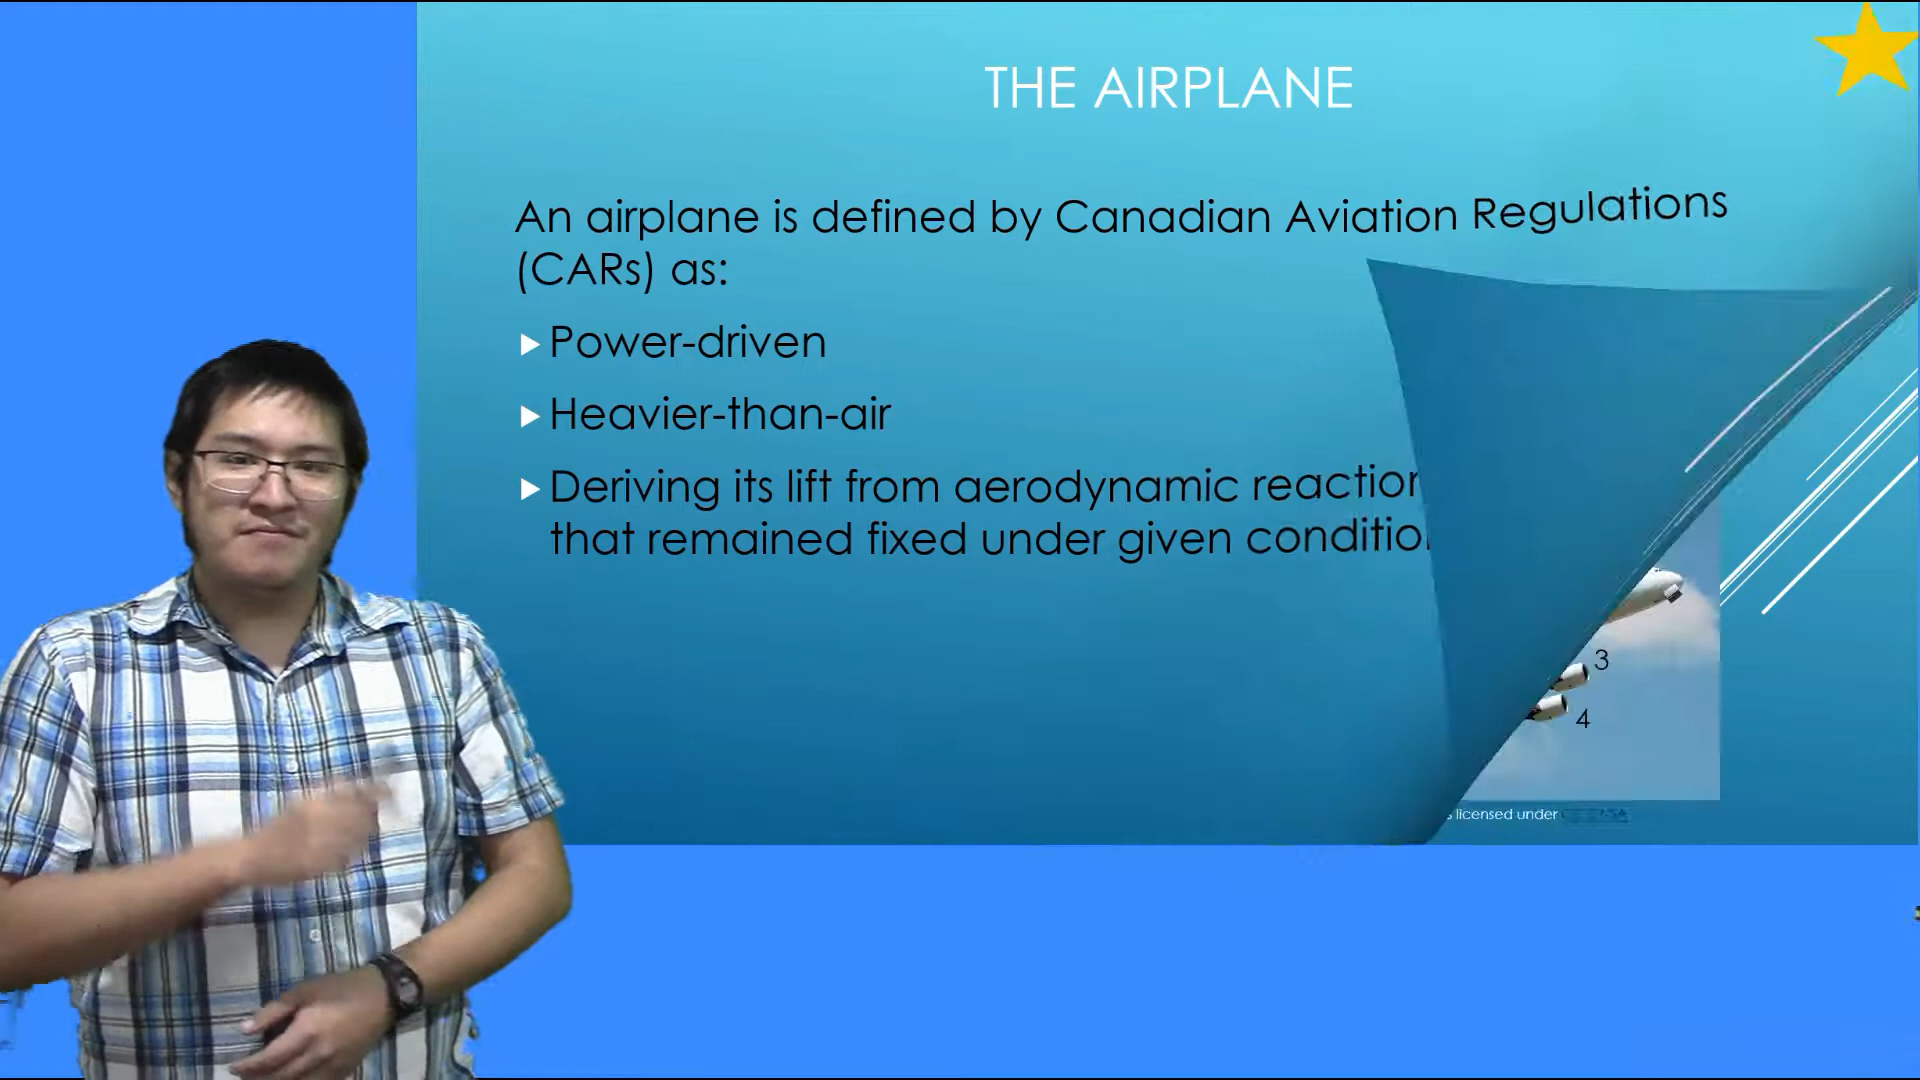 THE AIRPLANE
An airplane is defined by Canadian Aviation Regulations
(CARs) as:
Power-driven
Heavier-than-air
Deriving its lift from aerodynamic reaction
that remained fixed under given conditio
3
4
licensed under